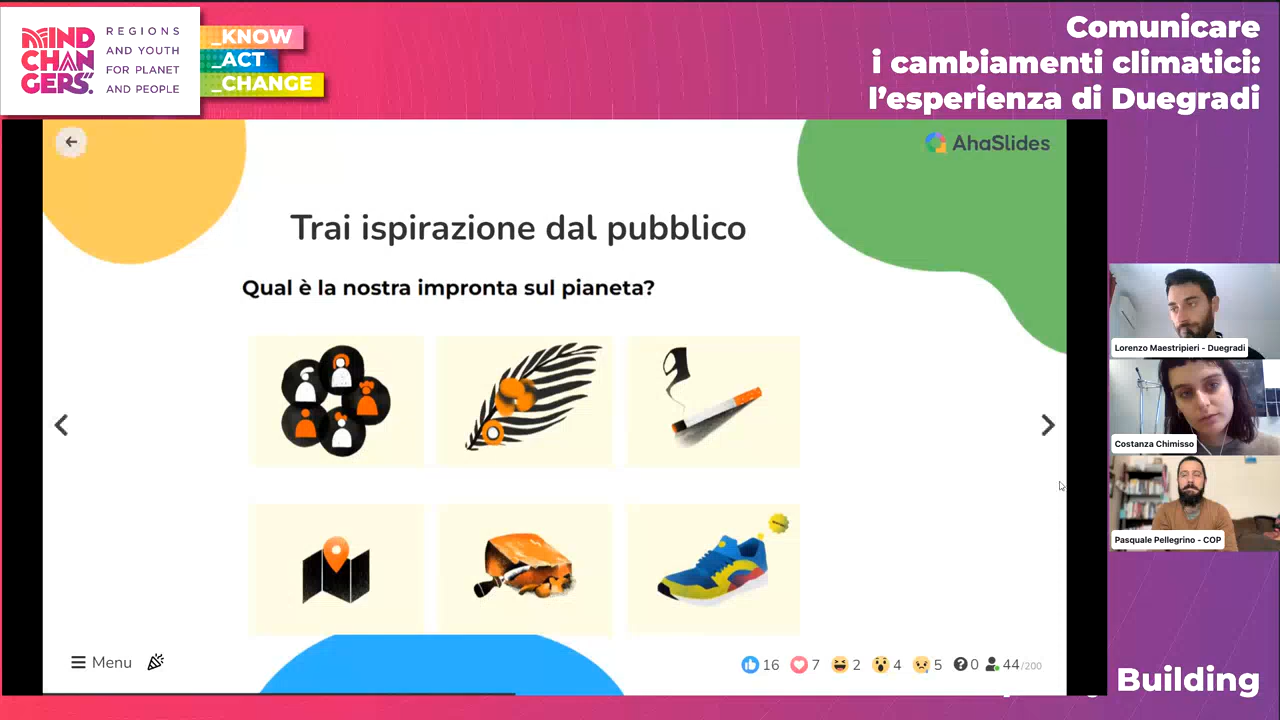 MIND
CHAN
GERS.
REGIONS
AND YOUTH
FOR PLANET
AND PEOPLE
_KNOW
_ACT
_CHANGE
Comunicare
i cambiamenti climatici:
l'esperienza di Duegradi
AhaSlides
Trai ispirazione dal pubblico
Qual è la nostra impronta sul pianeta?
Lorenzo Maestripieri - Duegradi
Costanza Chimisso
Pasquale Pellegrino - COP
Menu
16
7
2
4
5
0
44/200
Building